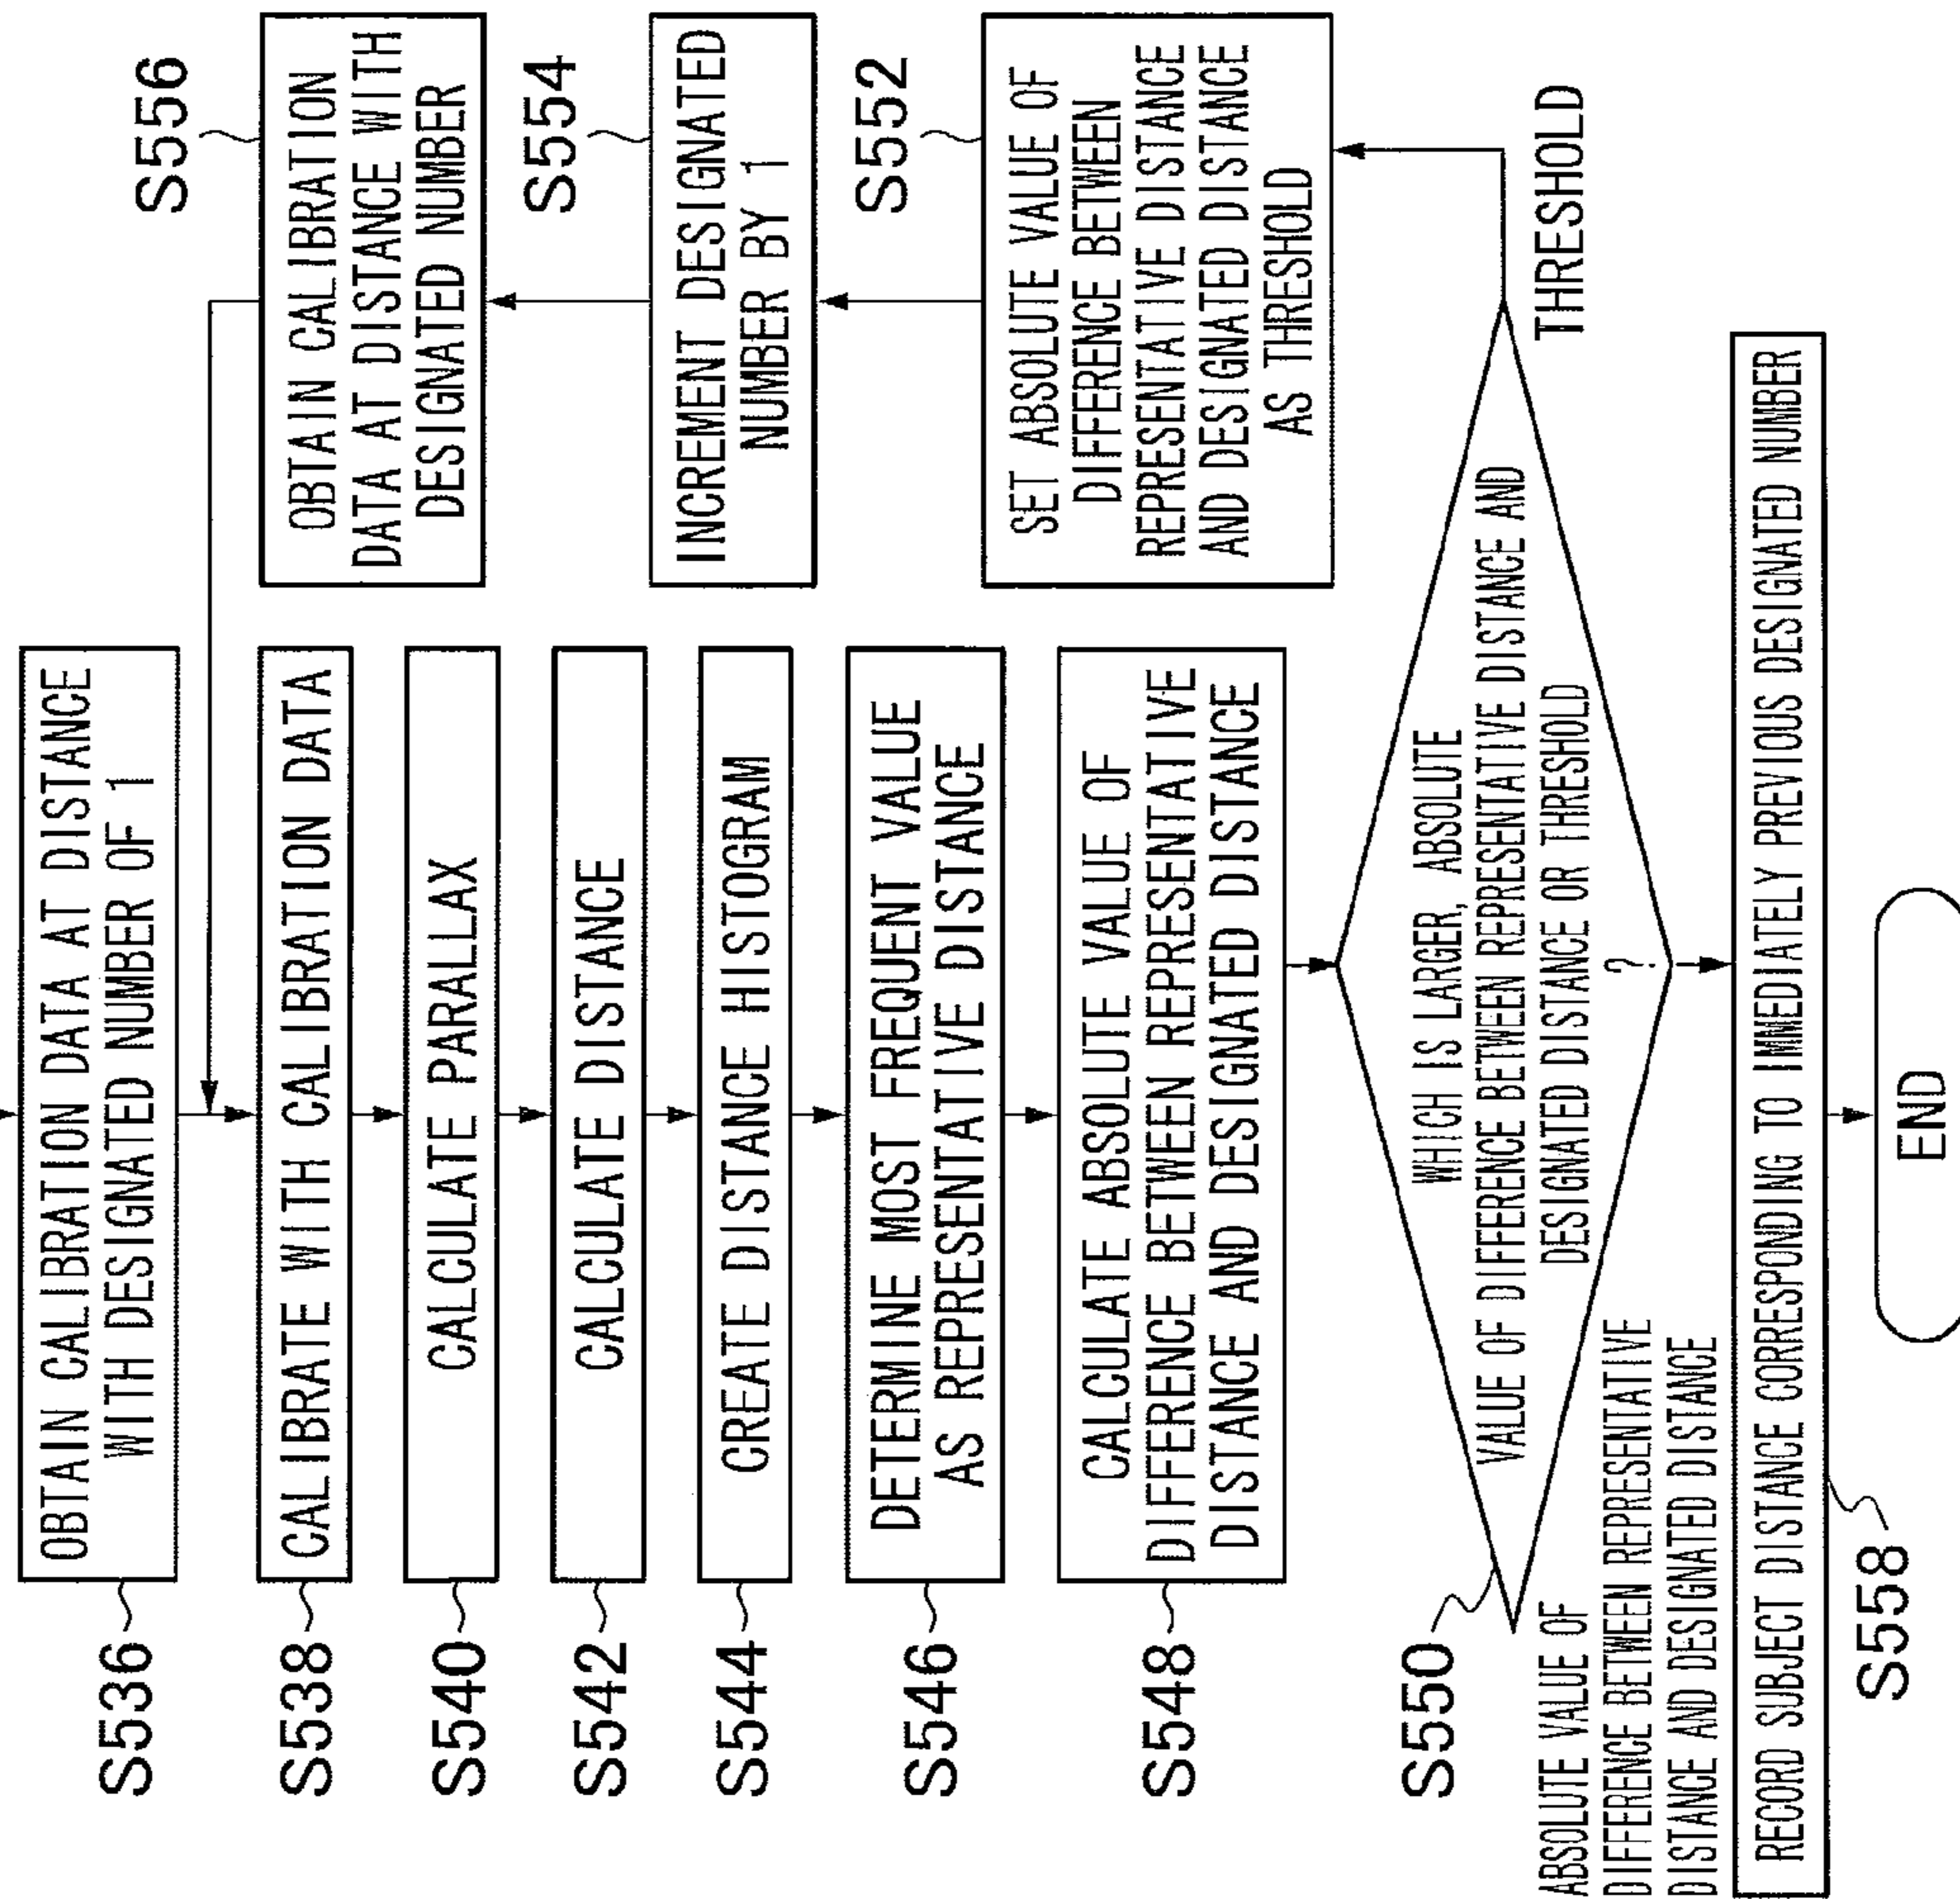 S536
OBTAIN CALIBRATION DATA AT DISTANCE
WITH DESIGNATED NUMBER OF 1
S538
CALIBRATE WITH CALIBRATION DATA
S540
CALCULATE PARALLAX
S542
CALCULATE DISTANCE
S544
CREATE DISTANCE HISTOGRAM
S546
DETERMINE MOST FREQUENT VALUE
AS REPRESENTATIVE DISTANCE
S548
CALCULATE ABSOLUTE VALUE OF
DIFFERENCE BETWEEN REPRESENTATIVE
DISTANCE AND DESIGNATED DISTANCE
S550
WHICH IS LARGER, ABSOLUTE
VALUE OF DIFFERENCE BETWEEN REPRESENTATIVE DISTANCE AND
DESIGNATED DISTANCE OR THRESHOLD
?
THRESHOLD
S552
SET ABSOLUTE VALUE OF
DIFFERENCE BETWEEN
REPRESENTATIVE DISTANCE
AND DESIGNATED DISTANCE
AS THRESHOLD
S554
INCREMENT DESIGNATED
NUMBER BY 1
S556
OBTAIN CALIBRATION
DATA AT DISTANCE WITH
DESIGNATED NUMBER
ABSOLUTE VALUE OF
DIFFERENCE BETWEEN REPRESENTATIVE
DISTANCE AND DESIGNATED DISTANCE
RECORD SUBJECT DISTANCE CORRESPONDING TO IMMEDIATELY PREVIOUS DESIGNATED NUMBER
S558
END